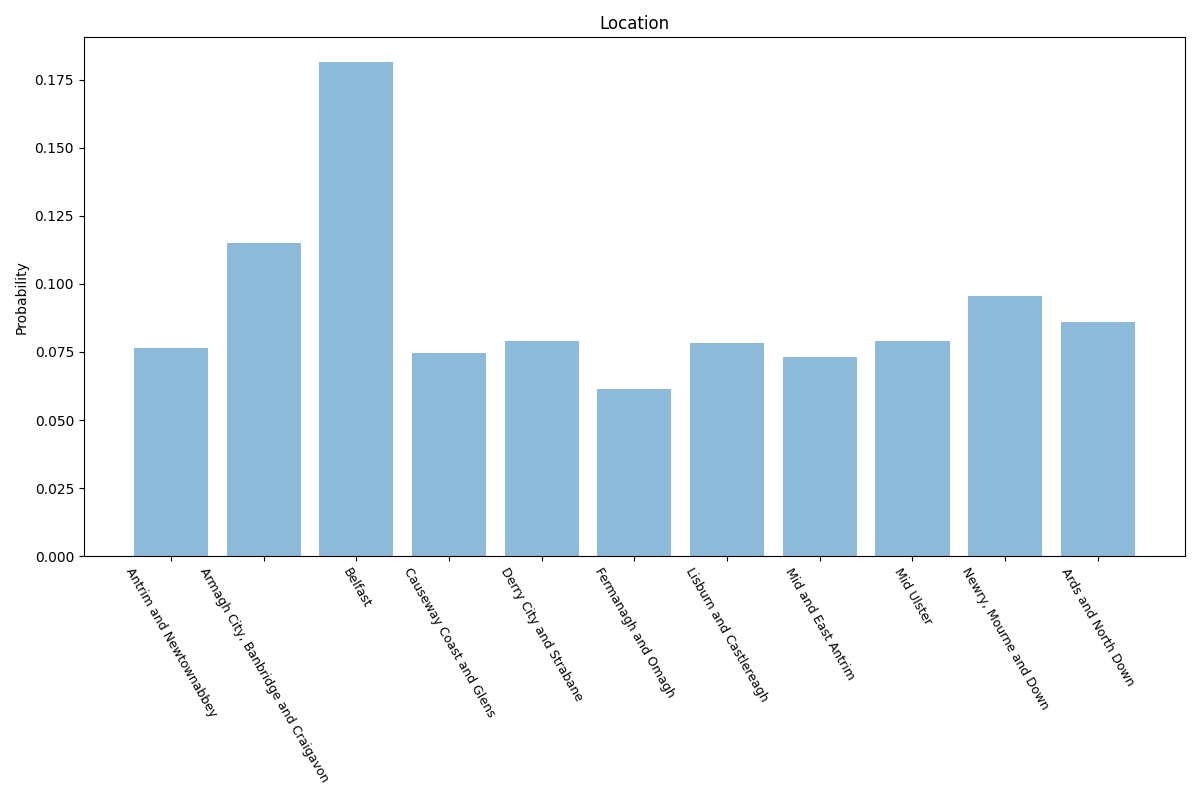 Location
Probability
0.175
0.150
0.125
0.100
0.075
0.050
0.025
0.000
Antrim and Newtownabbey
Armagh City, Banbridge and Craigavon
Belfast
Causeway Coast and Glens
Derry City and Strabane
Fermanagh and Omagh
Lisburn and Castlereagh
Mid and East Antrim
Mid Ulster
Newry, Mourne and Down
Ards and North Down